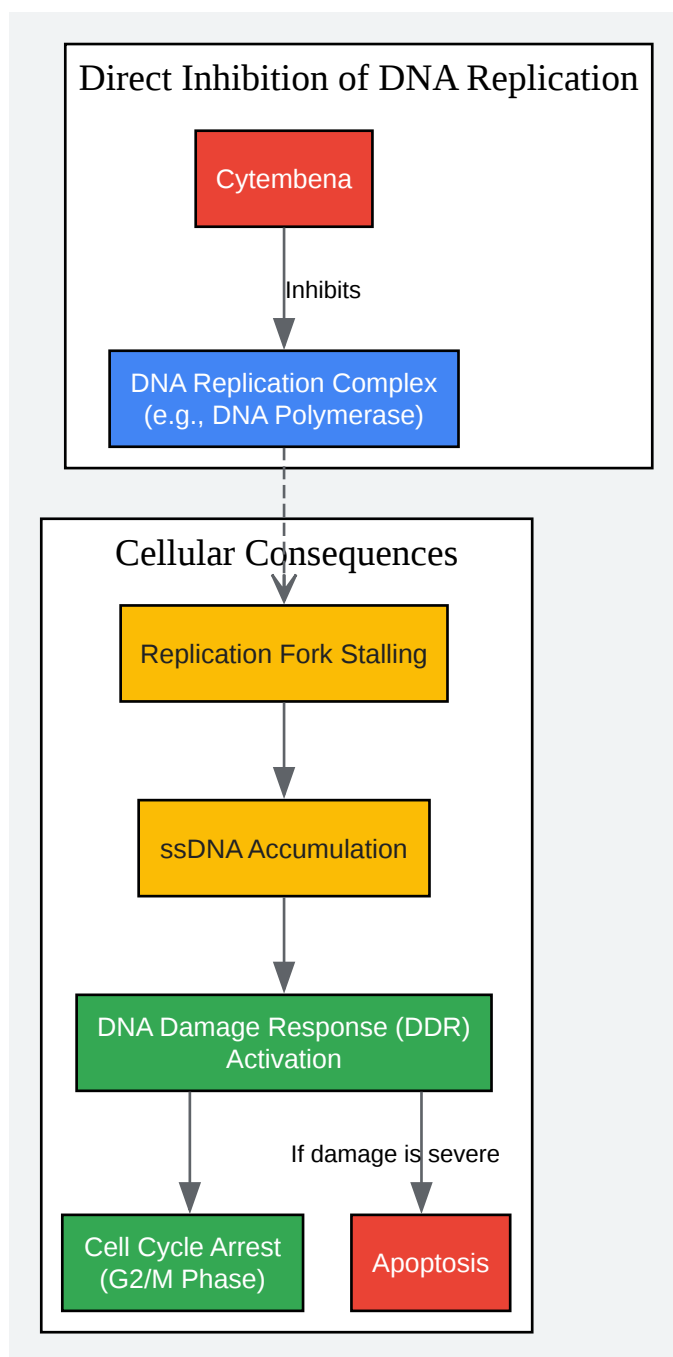 Direct Inhibition of DNA Replication
Cytembena
Inhibits
DNA Replication Complex
(e.g., DNA Polymerase)
Cellular Consequences
Replication Fork Stalling
ssDNA Accumulation
DNA Damage Response (DDR)
Activation
If damage is severe
Cell Cycle Arrest
(G2/M Phase)
Apoptosis